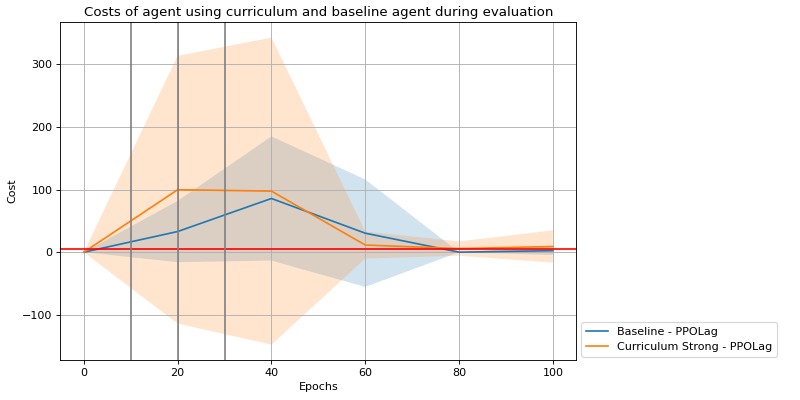 Costs of agent using curriculum and baseline agent during evaluation
300
200
100
0
−100
Cost
0 20 40 60 80 100
Epochs
Baseline - PPOLag
Curriculum Strong - PPOLag